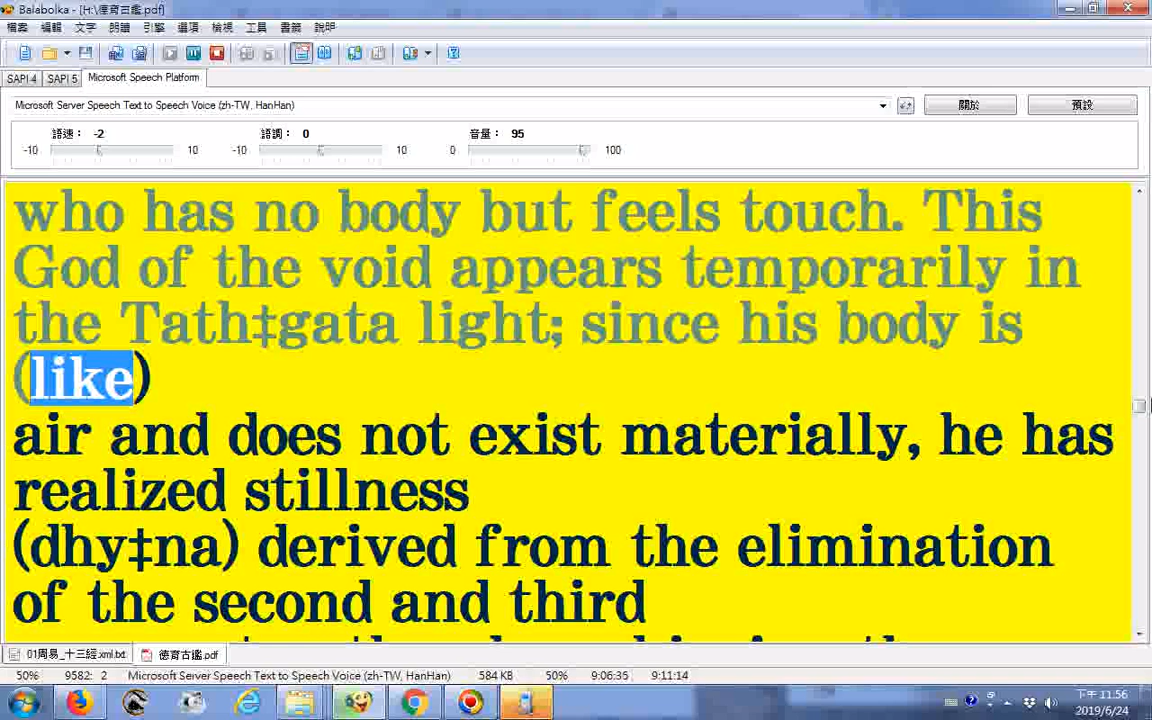 Balabolka - [H:\德育古鑑.pdf]
檔案 編輯 文字 朗讀 引擎 選項 檢視 工具 書籤 說明
SAPI 4 SAPI 5 Microsoft Speech Platform
Microsoft Server Speech Text to Speech Voice (zh-TW, HanHan) 關於 預設
語速： -2 語調： 0 音量： 95
-10 10 -10 10 0 100
who has no body but feels touch. This
God of the void appears temporarily in
the Tath‡gata light; since his body is
(like)
air and does not exist materially, he has
realized stillness
(dhy‡na) derived from the elimination
of the second and third
01周易_十三經.xml.txt 德育古鑑.pdf
50% 9582: 2 Microsoft Server Speech Text to Speech Voice (zh-TW, HanHan) 584 KB 50% 9:06:35 9:11:14
下午 11:56
2019/6/24